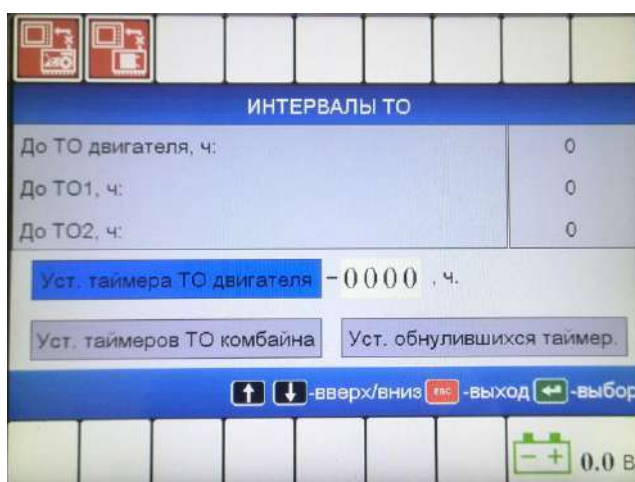 ИНТЕРВАЛЫ ТО
До ТО двигателя, ч: 0
До ТО1, ч: 0
До ТО2, ч: 0
Уст. таймера ТО двигателя -0000 , ч.
Уст. таймеров ТО комбайна Уст. обнулившихся таймер.
-вверх/вниз ESC -выход -выбор
- + 0.0 В